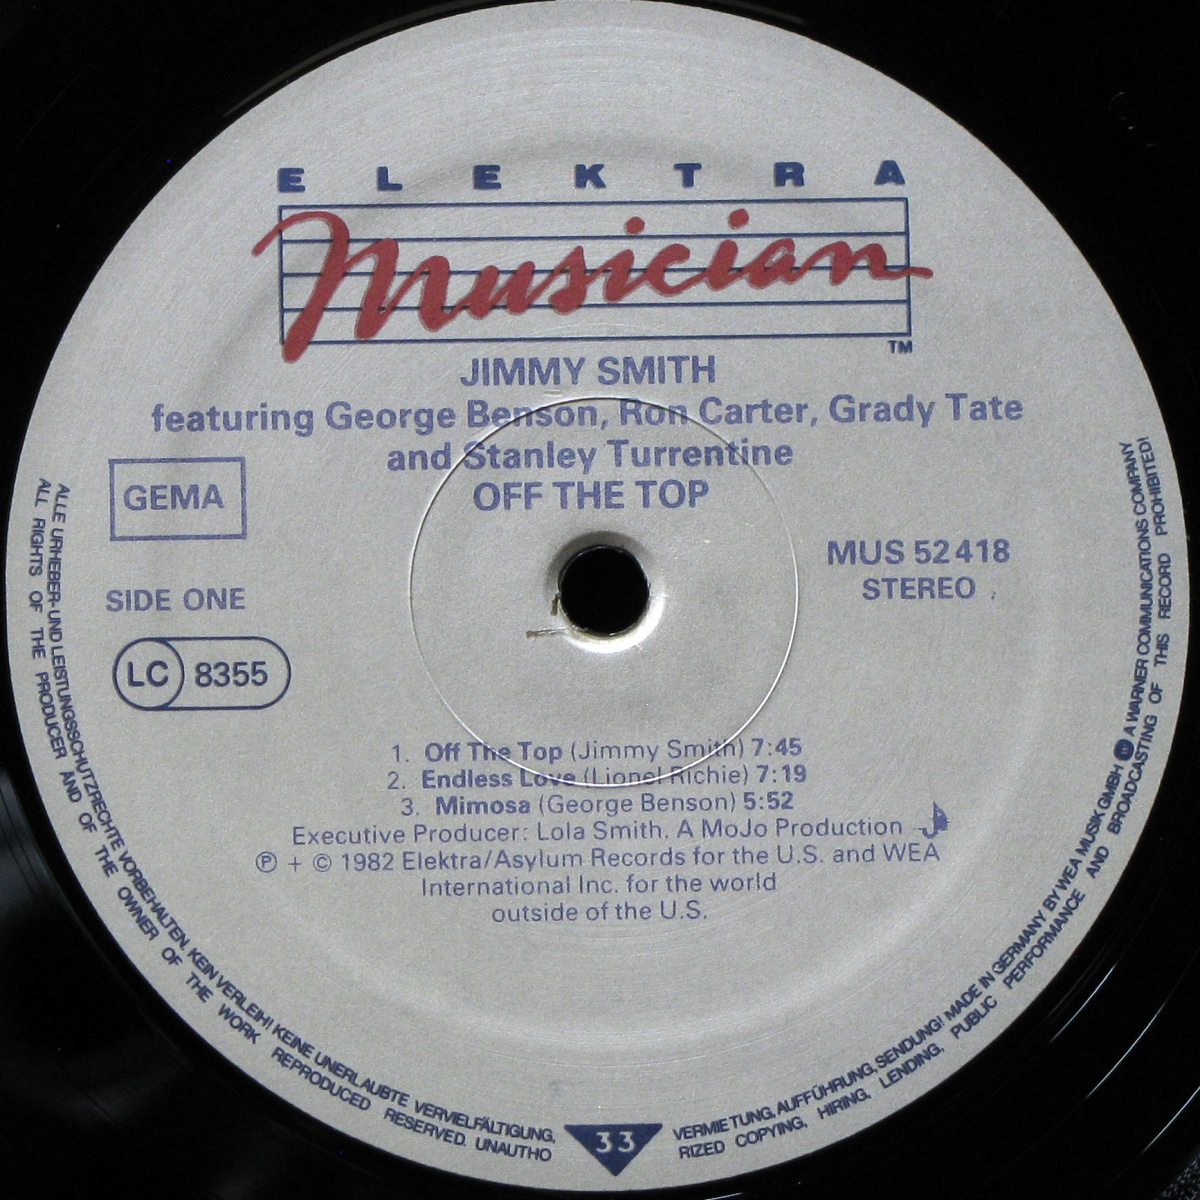 ELEKTRA
Musician
TM
JIMMY SMITH
featuring George Benson, Ron Carter, Grady Tate
and Stanley Turrentine
OFF THE TOP
GEMA
MUS 52 418
STEREO
SIDE ONE
LC 8355
1. Off The Top (Jimmy Smith) 7:45
2. Endless Love (Lionel Richie) 7:19
3. Mimosa (George Benson) 5:52
Executive Producer: Lola Smith. A MoJo Production
℗ + © 1982 Elektra/Asylum Records for the U.S. and WEA
International Inc. for the world
outside of the U.S.
ALLE URHEBER- UND LEISTUNGSSCHUTZRECHTE VORBEHALTEN. KEIN VERLEIH! KEINE UNERLAUBTE VERVIELFÄLTIGUNG, VERMIETUNG, AUFFÜHRUNG, SENDUNG! MADE IN GERMANY BY WEA MUSIK GMBH A WARNER COMMUNICATIONS COMPANY
ALL RIGHTS OF THE PRODUCER AND OF THE OWNER OF THE WORK REPRODUCED RESERVED. UNAUTHORIZED COPYING, HIRING, LENDING, PUBLIC PERFORMANCE AND BROADCASTING OF THIS RECORD PROHIBITED!
33